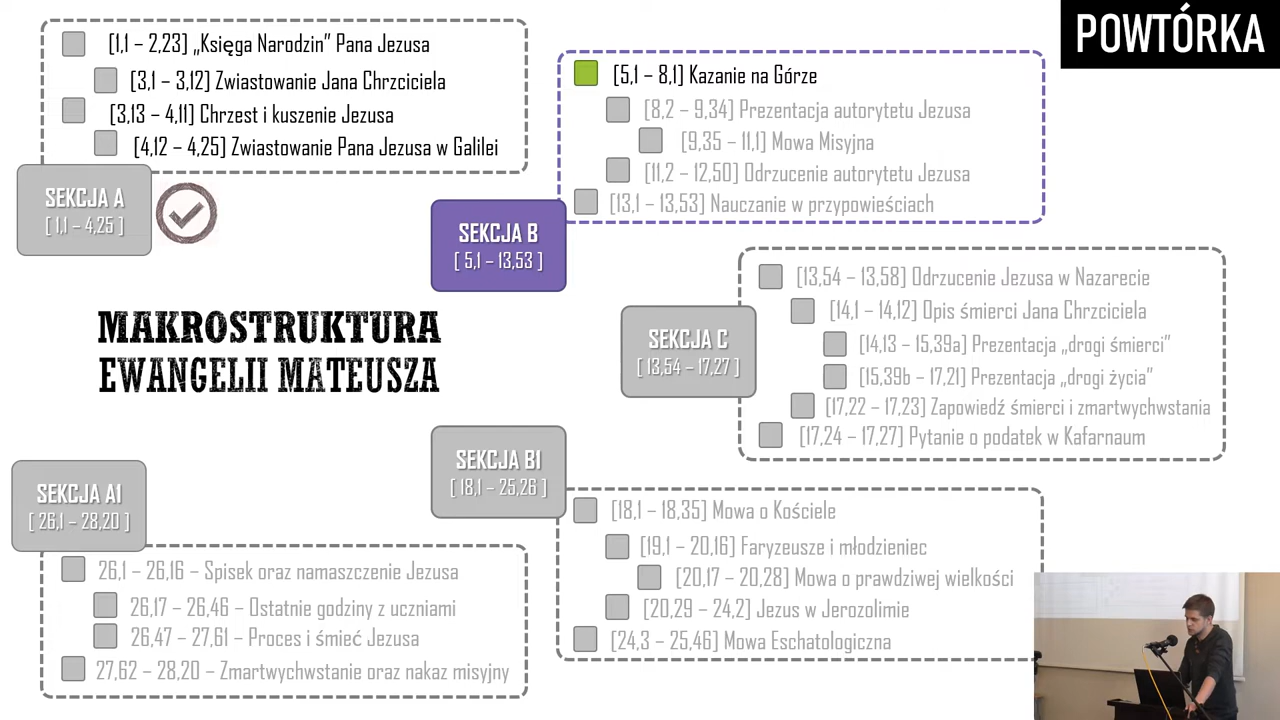 POWTÓRKA
[1,1 – 2,23] „Księga Narodzin” Pana Jezusa
[3,1 – 3,12] Zwiastowanie Jana Chrzciciela
[3,13 – 4,11] Chrzest i kuszenie Jezusa
[4,12 – 4,25] Zwiastowanie Pana Jezusa w Galilei
SEKCJA A
[ 1,1 – 4,25 ]
[5,1 – 8,1] Kazanie na Górze
[8,2 – 9,34] Prezentacja autorytetu Jezusa
[9,35 – 11,1] Mowa Misyjna
[11,2 – 12,50] Odrzucenie autorytetu Jezusa
[13,1 – 13,53] Nauczanie w przypowieściach
SEKCJA B
[ 5,1 – 13,53 ]
MAKROSTRUKTURA
EWANGELII MATEUSZA
[13,54 – 13,58] Odrzucenie Jezusa w Nazarecie
[14,1 – 14,12] Opis śmierci Jana Chrzciciela
[14,13 – 15,39a] Prezentacja „drogi śmierci”
[15,39b – 17,21] Prezentacja „drogi życia”
[17,22 – 17,23] Zapowiedź śmierci i zmartwychwstania
[17,24 – 17,27] Pytanie o podatek w Kafarnaum
SEKCJA C
[ 13,54 – 17,27 ]
SEKCJA B1
[ 18,1 – 25,26 ]
[18,1 – 18,35] Mowa o Kościele
[19,1 – 20,16] Faryzeusze i młodzieniec
[20,17 – 20,28] Mowa o prawdziwej wielkości
[20,29 – 24,2] Jezus w Jerozolimie
[24,3 – 25,46] Mowa Eschatologiczna
SEKCJA A1
[ 26,1 – 28,20 ]
26,1 – 26,16 – Spisek oraz namaszczenie Jezusa
26,17 – 26,46 – Ostatnie godziny z uczniami
26,47 – 27,61 – Proces i śmieć Jezusa
27,62 – 28,20 – Zmartwychwstanie oraz nakaz misyjny